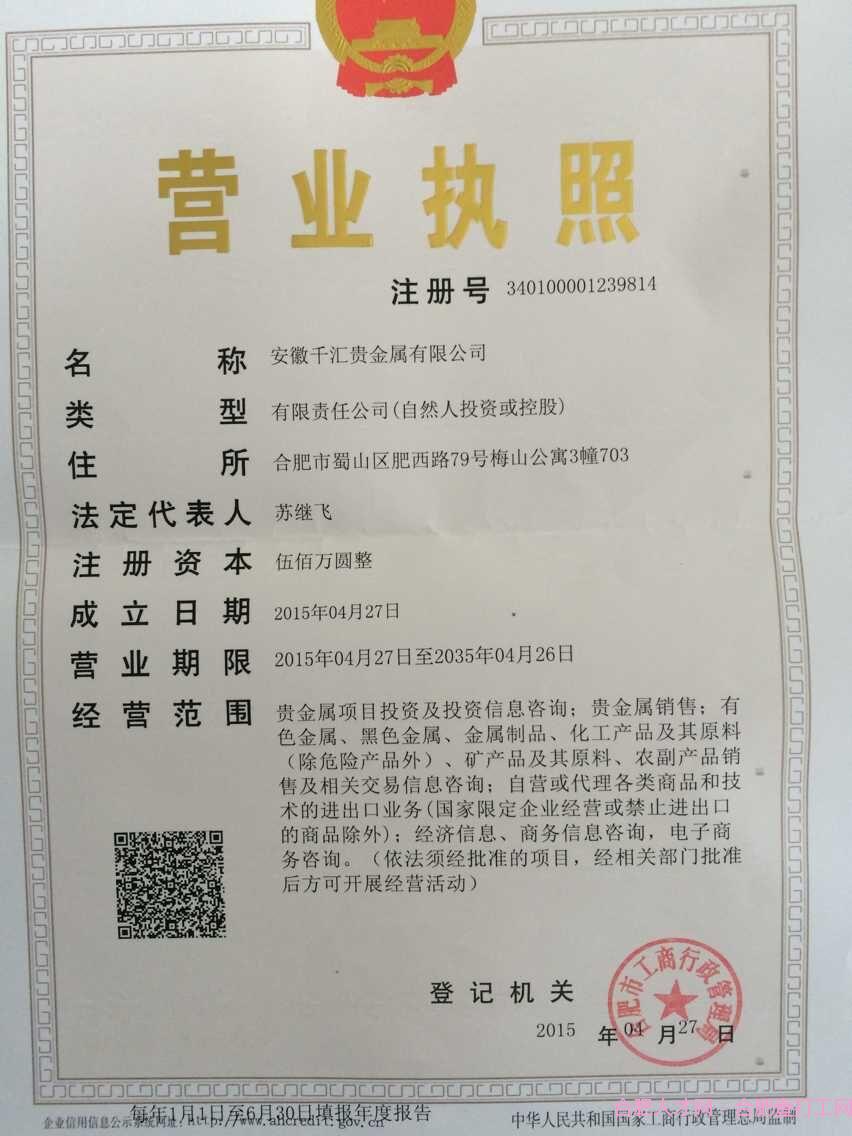 营业执照
注册号 340100001239814
名称 安徽千汇贵金属有限公司
类型 有限责任公司(自然人投资或控股)
住所 合肥市蜀山区肥西路79号梅山公寓3幢703
法定代表人 苏继飞
注册资本 伍佰万圆整
成立日期 2015年04月27日
营业期限 2015年04月27日至2035年04月26日
经营范围 贵金属项目投资及投资信息咨询；贵金属销售；有
色金属、黑色金属、金属制品、化工产品及其原料
（除危险产品外）、矿产品及其原料、农副产品销
售及相关交易信息咨询；自营或代理各类商品和技
术的进出口业务(国家限定企业经营或禁止进出口
的商品除外)；经济信息、商务信息咨询，电子商
务咨询。（依法须经批准的项目，经相关部门批准
后方可开展经营活动）
登记机关
合肥市工商行政管理局
2015 年 04 月 27 日
每年1月1日至6月30日填报年度报告
企业信用信息公示系统网址：http://www.ahcredit.gov.cn
中华人民共和国国家工商行政管理总局监制
合肥人才网 合肥蓝打工网